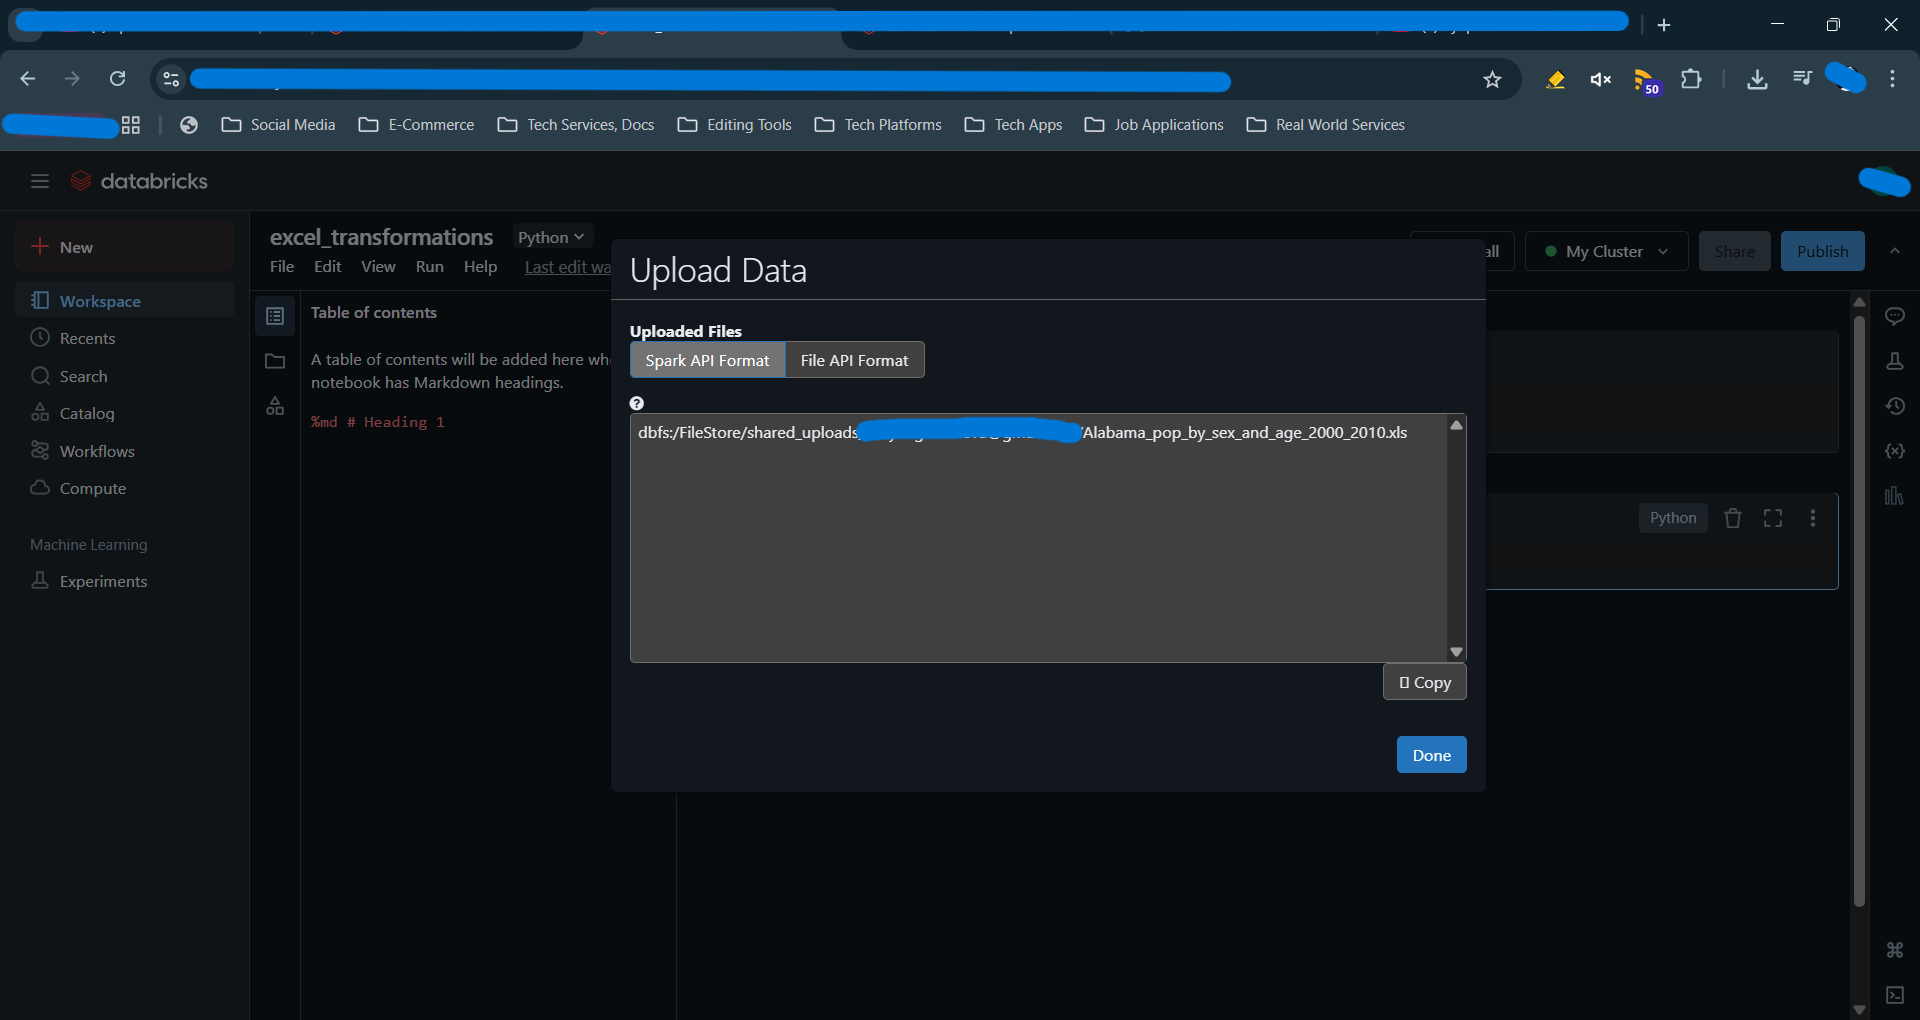 50
Social Media
E-Commerce
Tech Services, Docs
Editing Tools
Tech Platforms
Tech Apps
Job Applications
Real World Services
databricks
New
Workspace
Recents
Search
Catalog
Workflows
Compute
Machine Learning
Experiments
excel_transformations Python
File Edit View Run Help Last edit
all My Cluster Share Publish
Table of contents
A table of contents will be added here
notebook has Markdown headings.
%md # Heading 1
Upload Data
Uploaded Files
Spark API Format File API Format
?
dbfs:/FileStore/shared_uploads /Alabama_pop_by_sex_and_age_2000_2010.xls
Copy
Done
Python